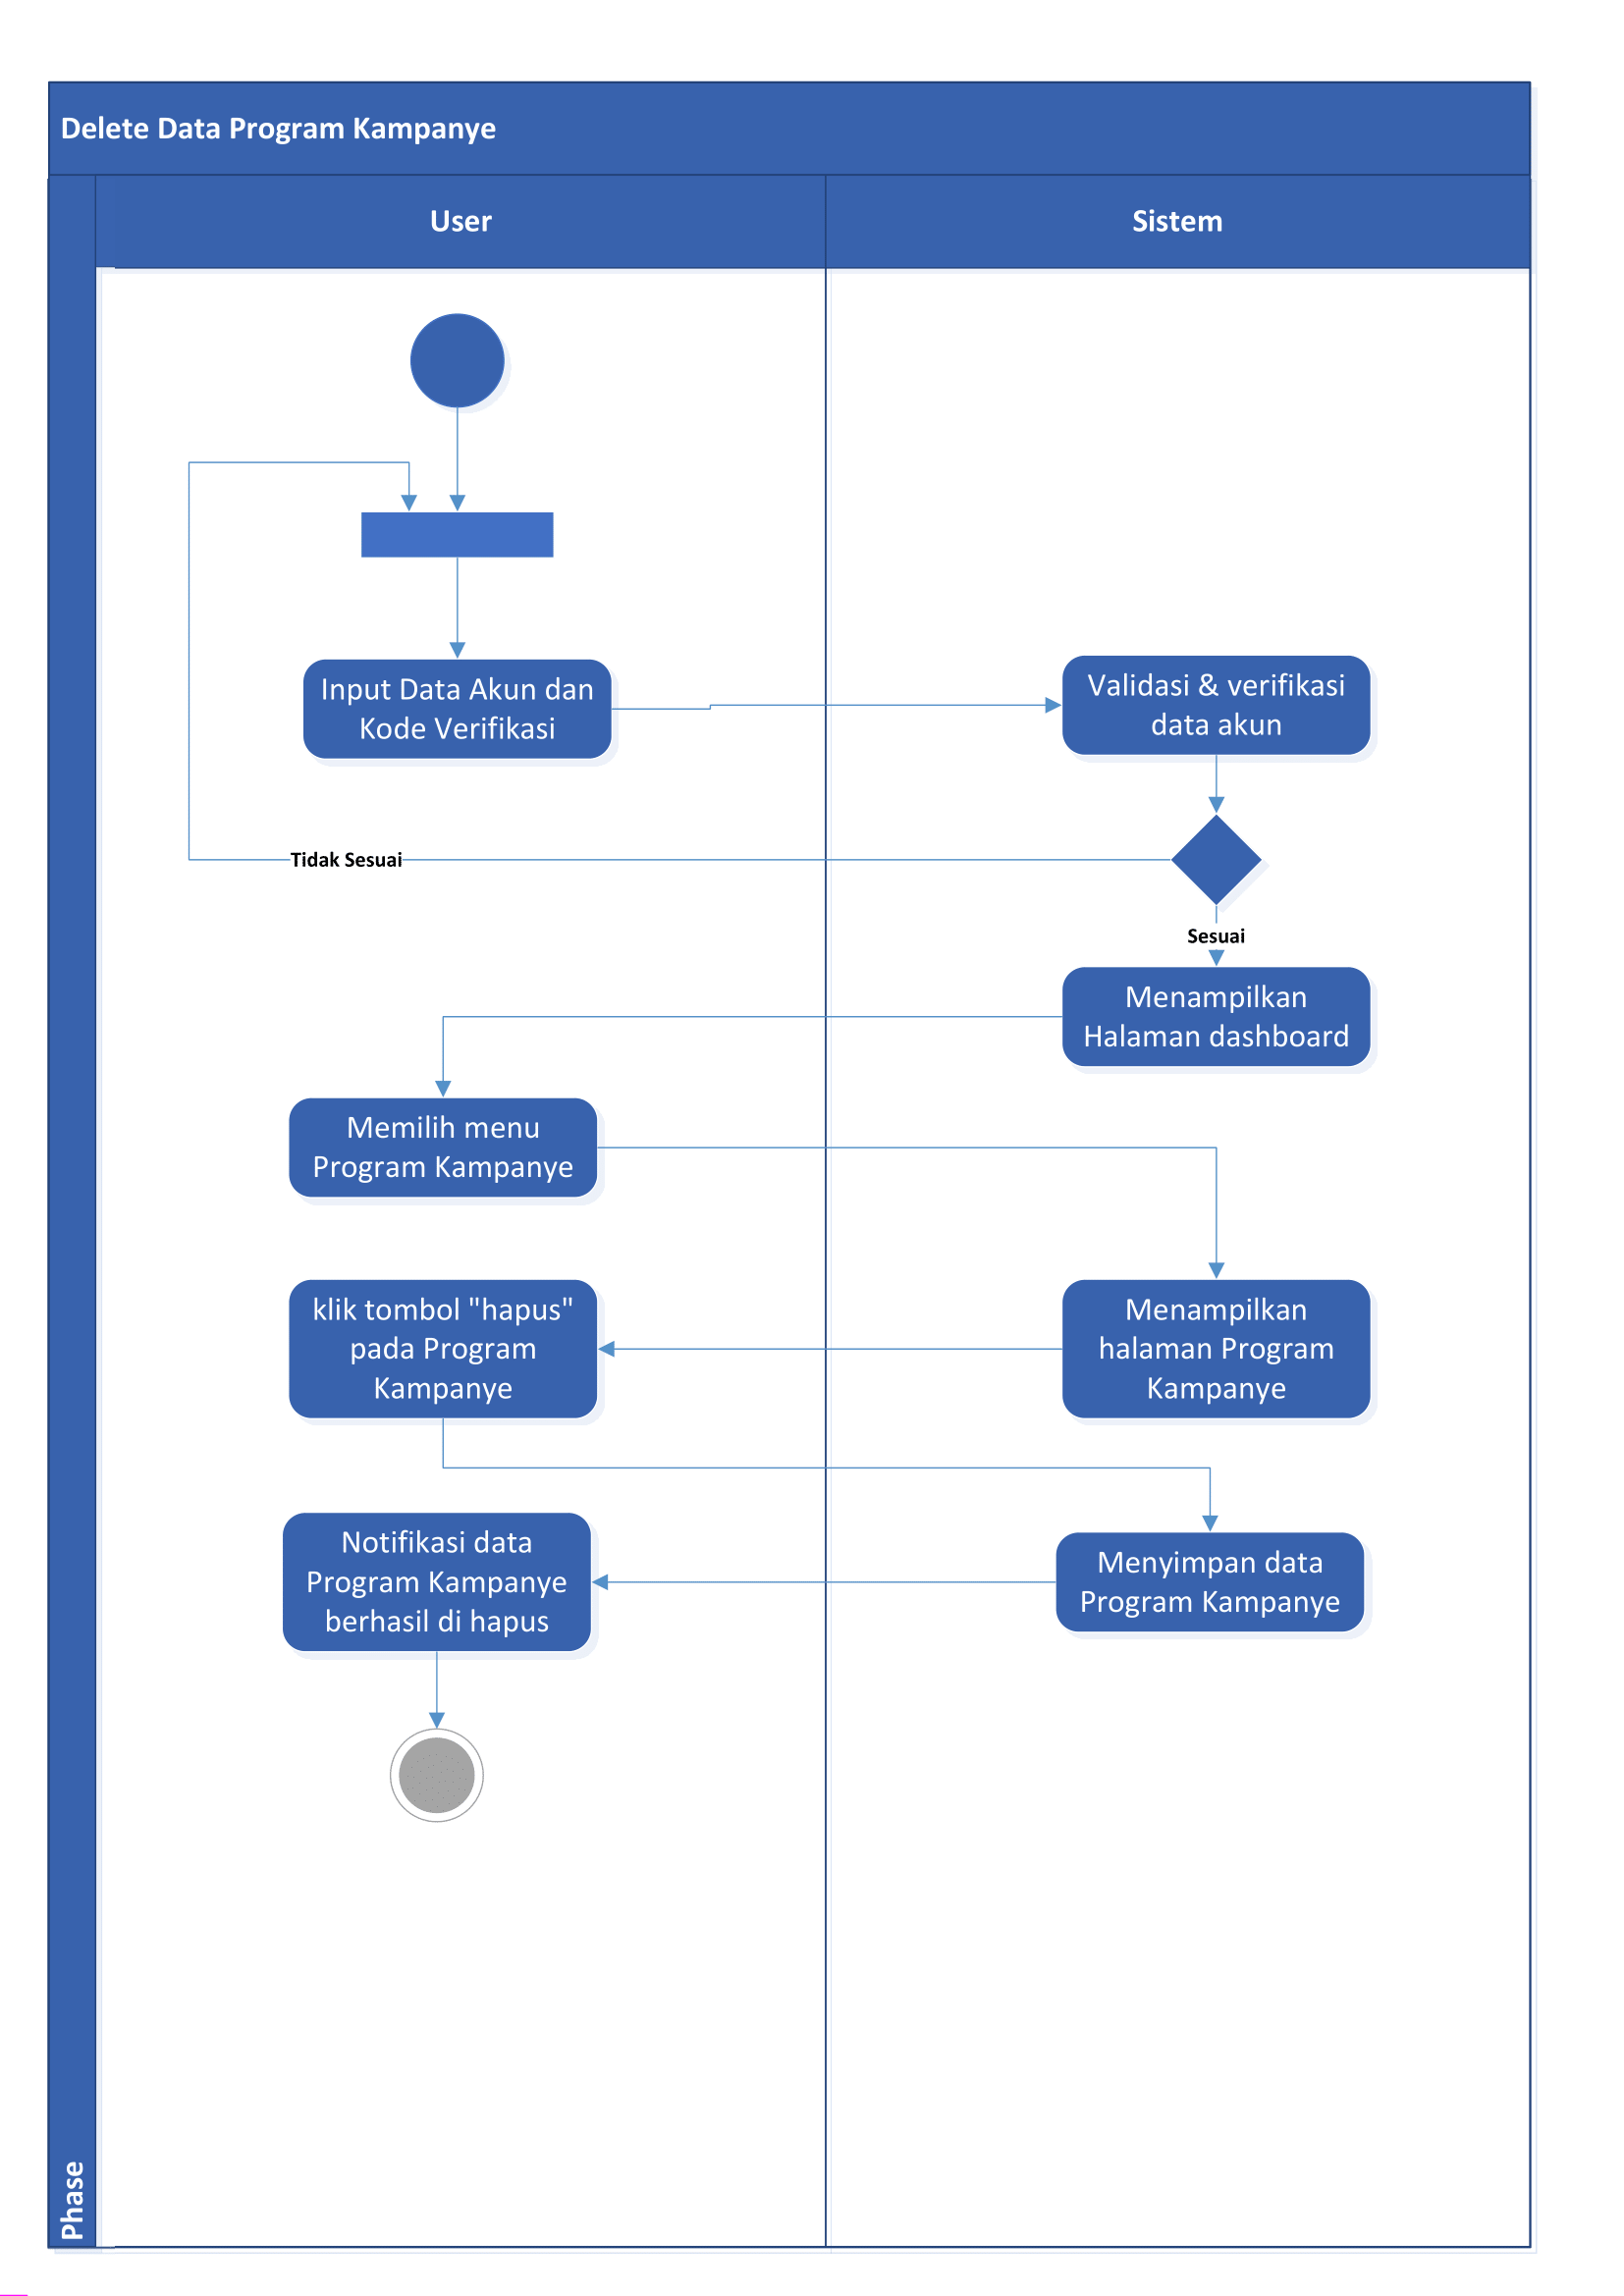 Delete Data Program Kampanye
User
Sistem
Input Data Akun dan
Kode Verifikasi
Validasi & verifikasi
data akun
Tidak Sesuai
Sesuai
Menampilkan
Halaman dashboard
Memilih menu
Program Kampanye
klik tombol "hapus"
pada Program
Kampanye
Menampilkan
halaman Program
Kampanye
Notifikasi data
Program Kampanye
berhasil di hapus
Menyimpan data
Program Kampanye
Phase